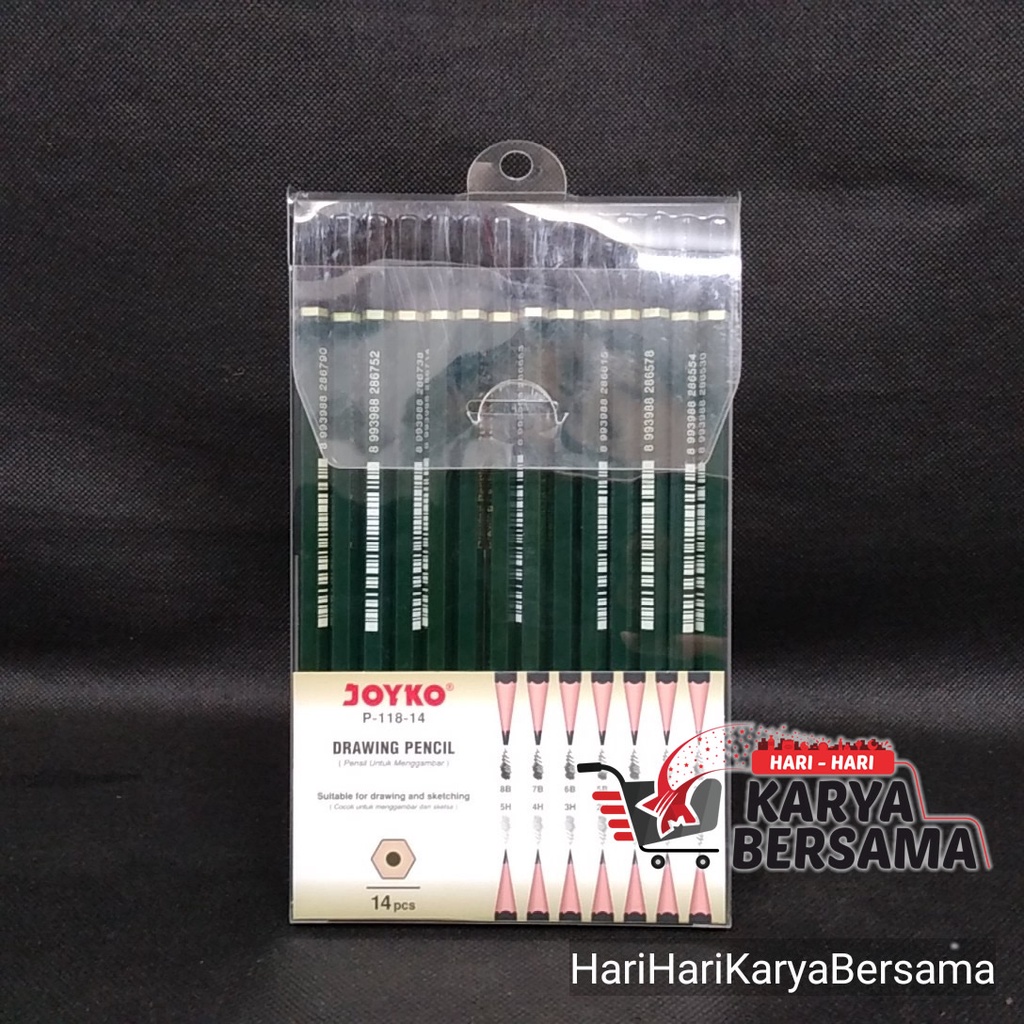 8 993988 286790
8 993988 286752
8 993988 286738
8 993988 286615
8 993988 286578
8 993988 286554
JOYKO®
P-118-14
DRAWING PENCIL
( Pensil Untuk Menggambar )
Suitable for drawing and sketching
( Cocok untuk menggambar dan sketsa )
14 pcs
8B 7B 6B
5H 4H 3H
HARI - HARI
KARYA
BERSAMA
HariHariKaryaBersama